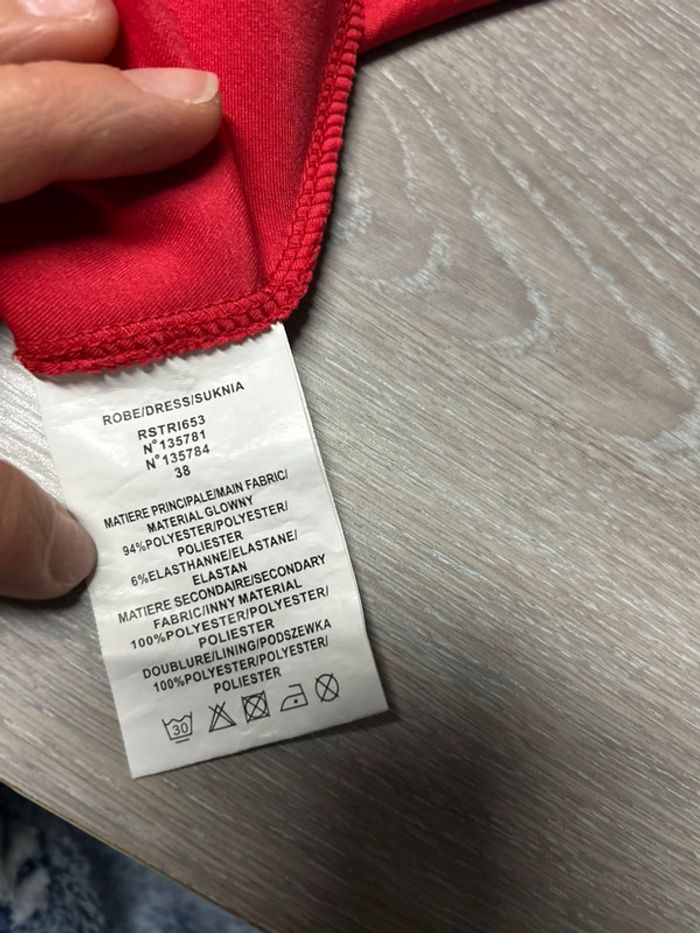 ROBE/DRESS/SUKNIA
RSTRI653
N°135781
N°135784
38
MATIERE PRINCIPALE/MAIN FABRIC/
MATERIAL GLOWNY
94%POLYESTER/POLYESTER/
POLIESTER
6%ELASTHANNE/ELASTANE/
ELASTAN
MATIERE SECONDAIRE/SECONDARY
FABRIC/INNY MATERIAL
100%POLYESTER/POLYESTER/
POLIESTER
DOUBLURE/LINING/PODSZEWKA
100%POLYESTER/POLYESTER/
POLIESTER
30